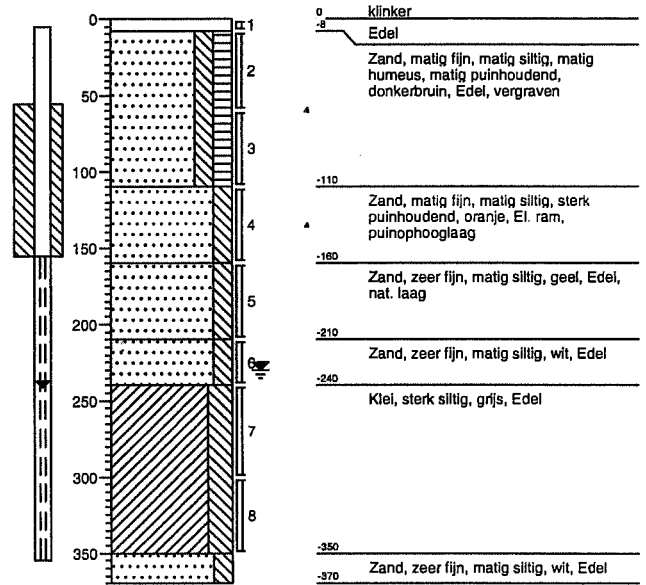 0
50
100
150
200
250
300
350
1
2
3
4
5
6
7
8
0 klinker
-8 Edel
Zand, matig fijn, matig siltig, matig
humeus, matig puinhoudend,
donkerbruin, Edel, vergraven
-110
Zand, matig fijn, matig siltig, sterk
puinhoudend, oranje, El. ram,
puinophooglaag
-160
Zand, zeer fijn, matig siltig, geel, Edel,
nat. laag
-210
Zand, zeer fijn, matig siltig, wit, Edel
-240
Klei, sterk siltig, grijs, Edel
-350
Zand, zeer fijn, matig siltig, wit, Edel
-370